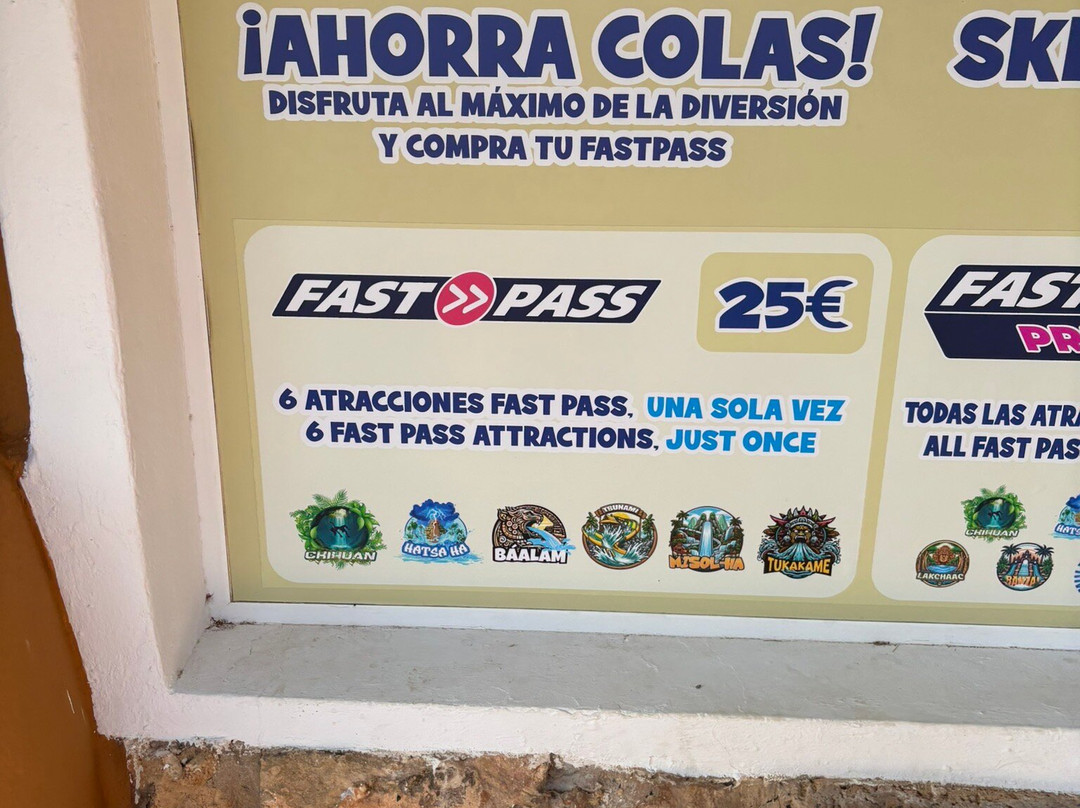 ¡AHORRA COLAS!
DISFRUTA AL MÁXIMO DE LA DIVERSIÓN
Y COMPRA TU FASTPASS
SK
FAST PASS
25€
6 ATRACCIONES FAST PASS, UNA SOLA VEZ
6 FAST PASS ATTRACTIONS, JUST ONCE
CHIHUAN
HATSA HA
BAALAM
TSUNAMI
MISOL-HA
TUKAKAME
FAST
PR
TODAS LAS ATRA
ALL FAST PAS
CHIHUAN
LAKCHAAC